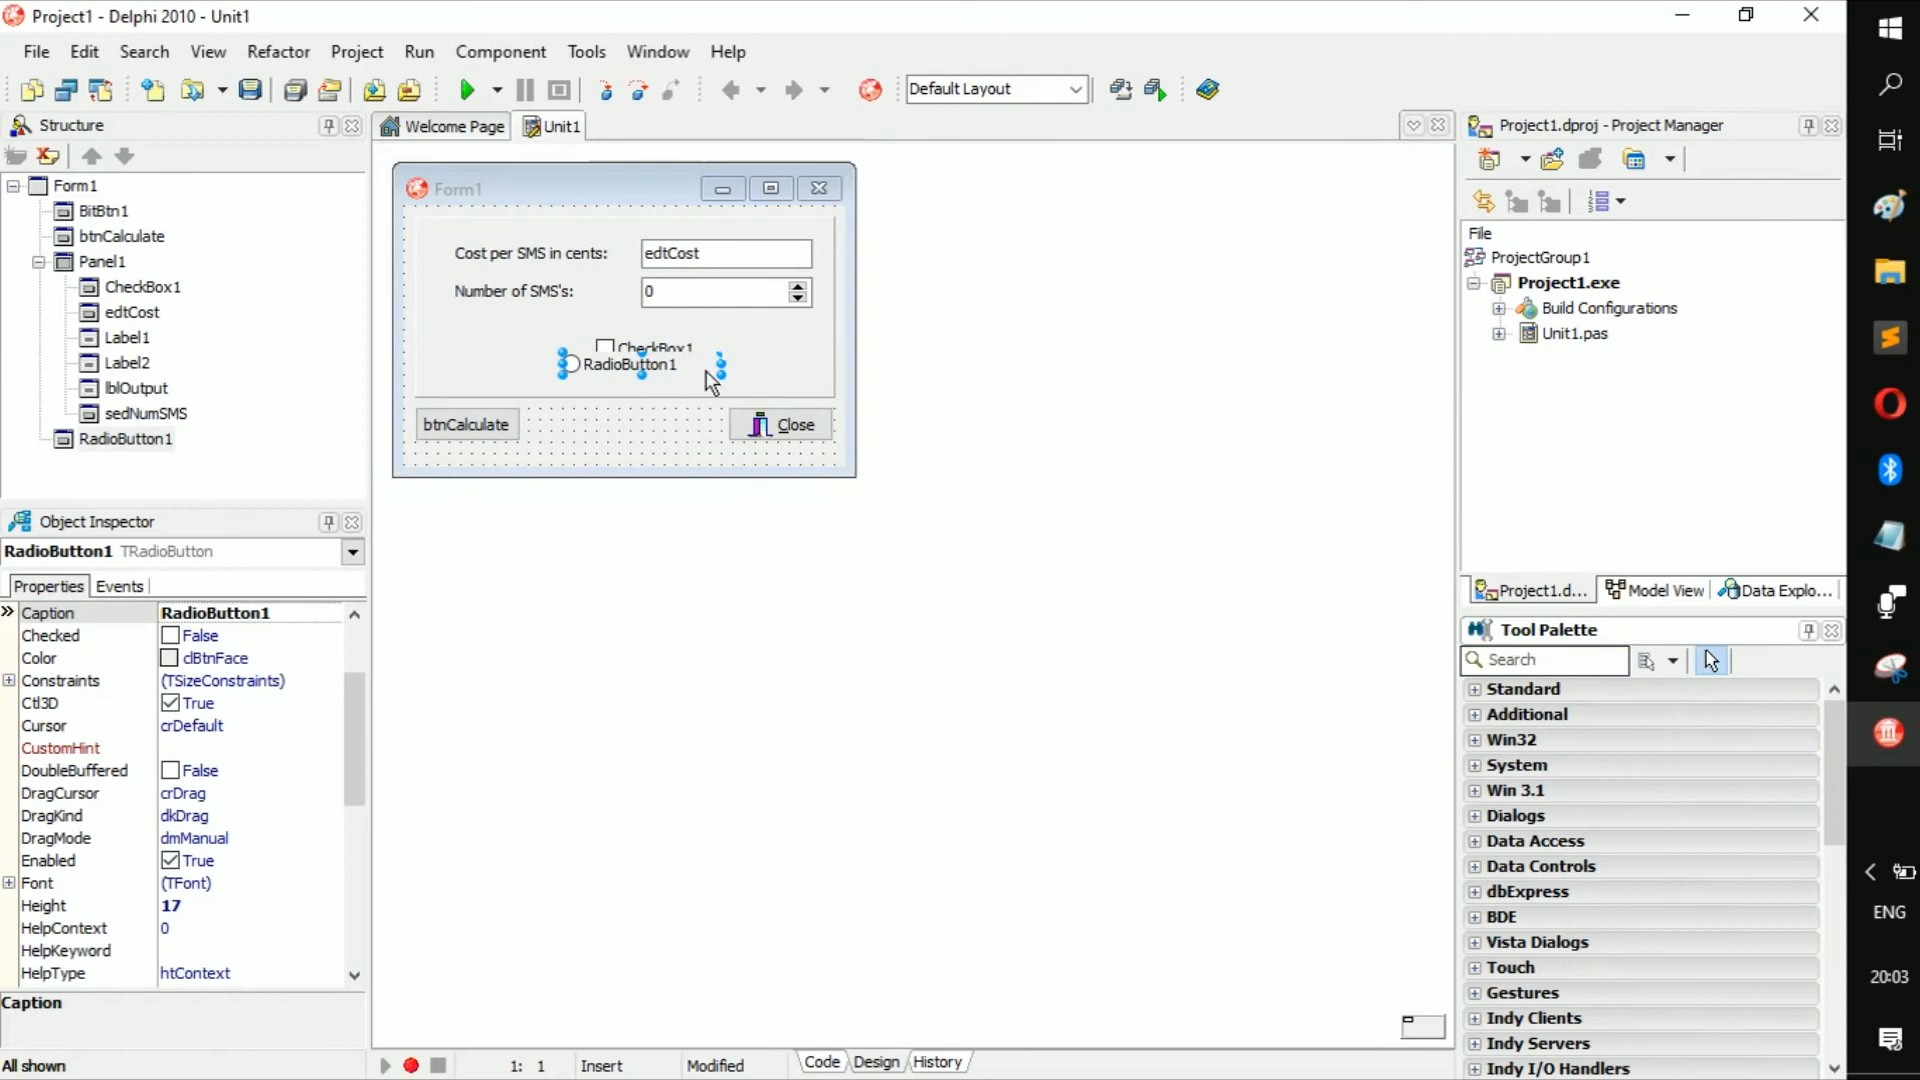 Project1 - Delphi 2010 - Unit1
File Edit Search View Refactor Project Run Component Tools Window Help
Default Layout
Structure
Form1
BitBtn1
btnCalculate
Panel1
CheckBox1
edtCost
Label1
Label2
lblOutput
sedNumSMS
RadioButton1
Object Inspector
RadioButton1 TRadioButton
Properties Events
Caption RadioButton1
Checked False
Color clBtnFace
Constraints (TSizeConstraints)
Ctl3D True
Cursor crDefault
CustomHint
DoubleBuffered False
DragCursor crDrag
DragKind dkDrag
DragMode dmManual
Enabled True
Font (TFont)
Height 17
HelpContext 0
HelpKeyword
HelpType htContext
Caption
All shown
Welcome Page Unit1
Form1
Cost per SMS in cents: edtCost
Number of SMS's: 0
CheckBox1
RadioButton1
btnCalculate Close
1: 1 Insert Modified Code Design History
Project1.dproj - Project Manager
File
ProjectGroup1
Project1.exe
Build Configurations
Unit1.pas
Project1.d... Model View Data Explo...
Tool Palette
Search
Standard
Additional
Win32
System
Win 3.1
Dialogs
Data Access
Data Controls
dbExpress
BDE
Vista Dialogs
Touch
Gestures
Indy Clients
Indy Servers
Indy I/O Handlers
ENG
20:03